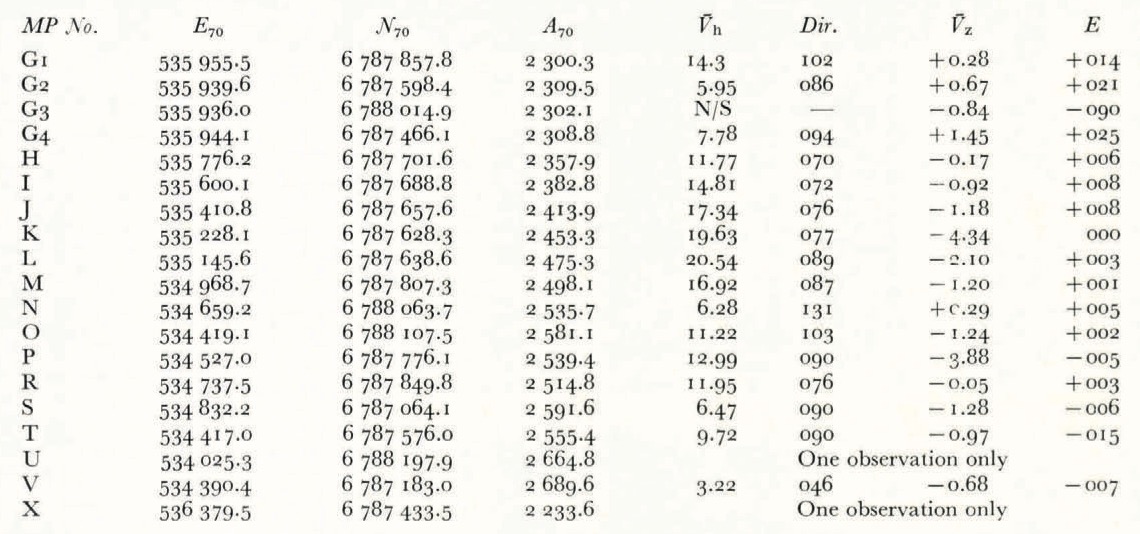 MP No. E₇₀ N₇₀ A₇₀ V̄ₕ Dir. V̄z E
G1 535 955·5 6 787 857·8 2 300·3 14·3 102 +0·28 +014
G2 535 939·6 6 787 598·4 2 309·5 5·95 086 +0·67 +021
G3 535 936·0 6 788 014·9 2 302·1 N/S — −0·84 −090
G4 535 944·1 6 787 466·1 2 308·8 7·78 094 +1·45 +025
H 535 776·2 6 787 701·6 2 357·9 11·77 070 −0·17 +006
I 535 600·1 6 787 688·8 2 382·8 14·81 072 −0·92 +008
J 535 410·8 6 787 657·6 2 413·9 17·34 076 −1·18 +008
K 535 228·1 6 787 628·3 2 453·3 19·63 077 −4·34 000
L 535 145·6 6 787 638·6 2 475·3 20·54 089 −2·10 +003
M 534 968·7 6 787 807·3 2 498·1 16·92 087 −1·20 +001
N 534 659·2 6 788 063·7 2 535·7 6·28 131 +0·29 +005
O 534 419·1 6 788 107·5 2 581·1 11·22 103 −1·24 +002
P 534 527·0 6 787 776·1 2 539·4 12·99 090 −3·88 −005
R 534 737·5 6 787 849·8 2 514·8 11·95 076 −0·05 +003
S 534 832·2 6 787 064·1 2 591·6 6·47 090 −1·28 −006
T 534 417·0 6 787 576·0 2 555·4 9·72 090 −0·97 −015
U 534 025·3 6 788 197·9 2 664·8 One observation only
V 534 390·4 6 787 183·0 2 689·6 3·22 046 −0·68 −007
X 536 379·5 6 787 433·5 2 233·6 One observation only